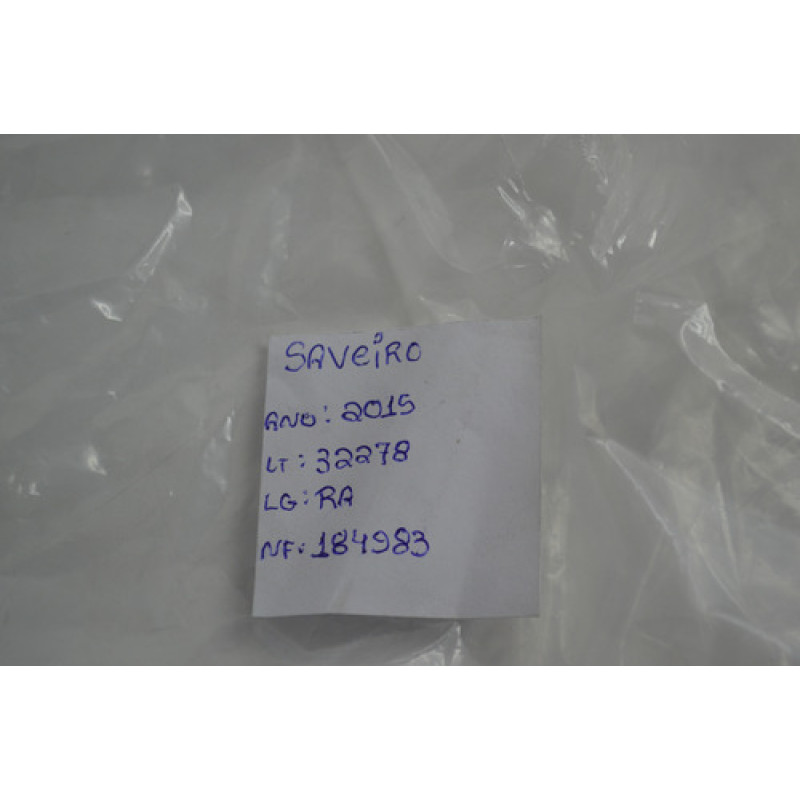 SAVEIRO
ANO: 2015
LT: 32278
LG: RA
NF: 184983